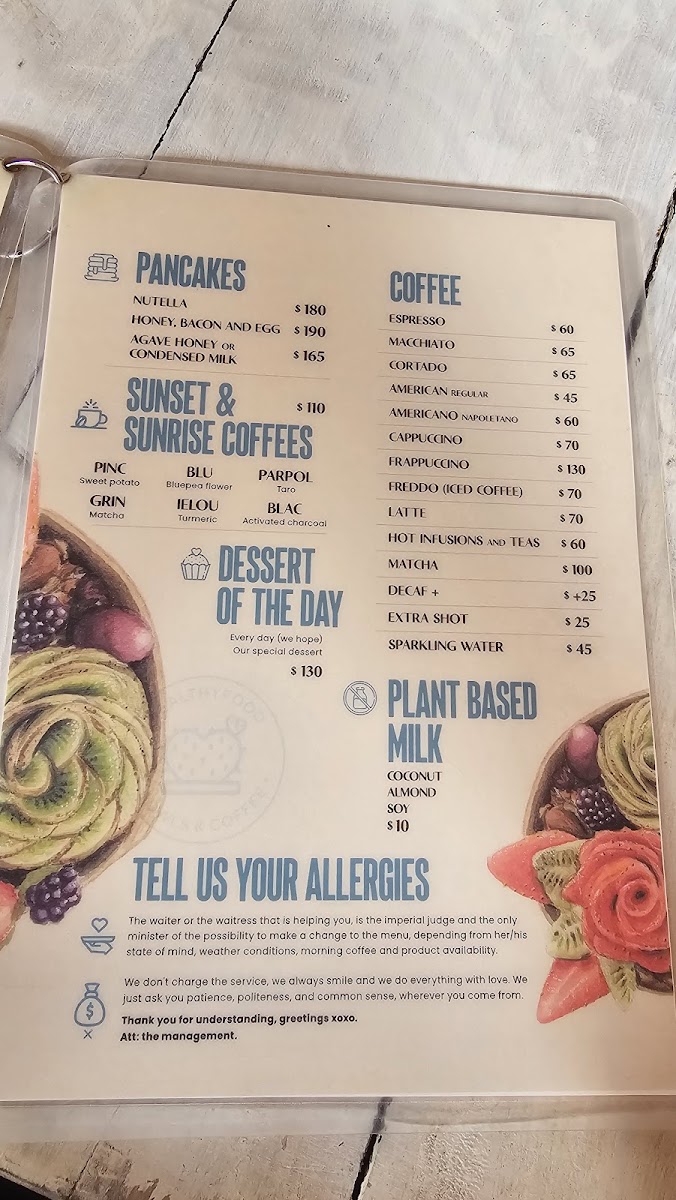 PANCAKES
NUTELLA $ 180
HONEY, BACON AND EGG $ 190
AGAVE HONEY OR
CONDENSED MILK $ 165
SUNSET &
SUNRISE COFFEES
$ 110
PINC BLU PARPOL
Sweet potato Bluepea flower Taro
GRIN IELOU BLAC
Matcha Turmeric Activated charcoal
DESSERT
OF THE DAY
Every day (we hope)
Our special dessert
$ 130
COFFEE
ESPRESSO $ 60
MACCHIATO $ 65
CORTADO $ 65
AMERICAN REGULAR $ 45
AMERICANO NAPOLETANO $ 60
CAPPUCCINO $ 70
FRAPPUCCINO $ 130
FREDDO (ICED COFFEE) $ 70
LATTE $ 70
HOT INFUSIONS AND TEAS $ 60
MATCHA $ 100
DECAF + $ +25
EXTRA SHOT $ 25
SPARKLING WATER $ 45
PLANT BASED
MILK
COCONUT
ALMOND
SOY
$ 10
TELL US YOUR ALLERGIES
The waiter or the waitress that is helping you, is the imperial judge and the only
minister of the possibility to make a change to the menu, depending from her/his
state of mind, weather conditions, morning coffee and product availability.
We don't charge the service, we always smile and we do everything with love. We
just ask you patience, politeness, and common sense, wherever you come from.
Thank you for understanding, greetings xoxo.
Att: the management.